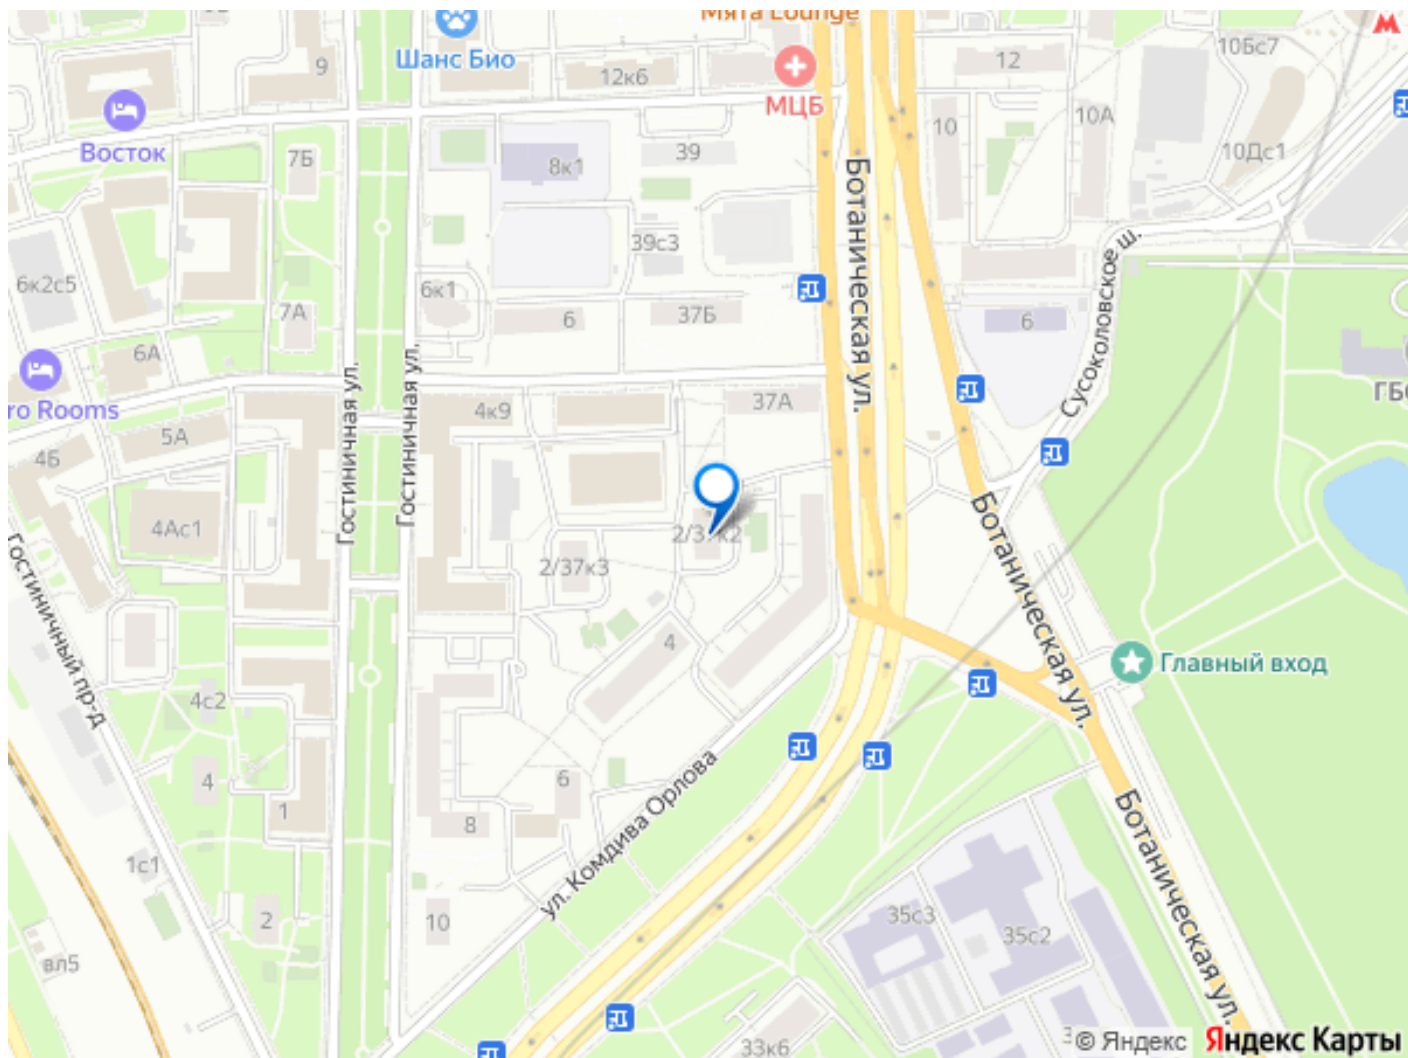 Мята Lounge
Шанс Био
9
12к6
МЦБ
12
10Бс7
10А
10
10Дс1
Восток
7Б
8к1
39
39с3
6к2с5
7А
6к1
6
37Б
6
6А
ro Rooms
5А
4Б
4к9
37А
Ботаническая ул.
Сусоколовское ш.
ГБ
Гостиничная ул.
Гостиничная ул.
4Ас1
2/37к2
2/37к3
4
Гостиничный пр-д
Ботаническая ул.
Главный вход
4с2
4
1
6
8
ул. Комдива Орлова
Ботаническая ул.
1с1
2
10
вл5
35с3
35с2
33к6
3
© Яндекс
Яндекс Карты